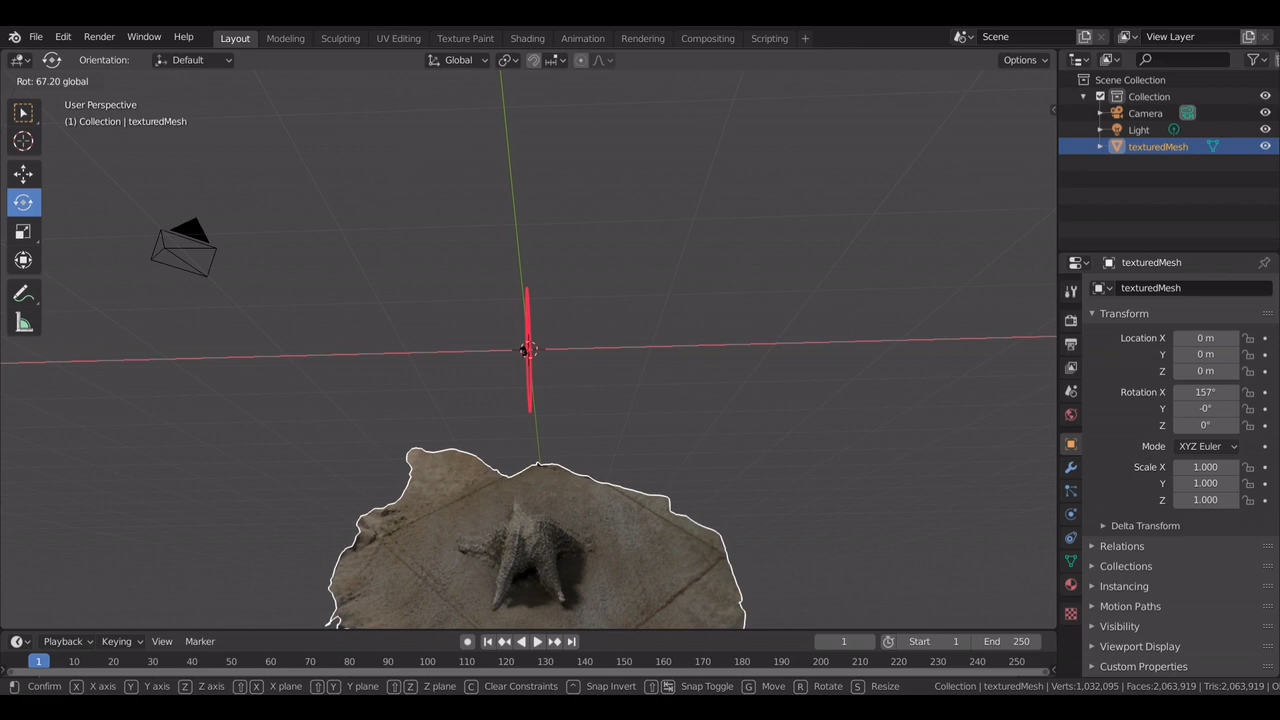 File Edit Render Window Help Layout Modeling Sculpting UV Editing Texture Paint Shading Animation Rendering Compositing Scripting + Scene View Layer
Orientation: Default Global Options
Rot: 67.20 global
User Perspective
(1) Collection | texturedMesh
Scene Collection
Collection
Camera
Light
texturedMesh
texturedMesh
texturedMesh
Transform
Location X 0 m
Y 0 m
Z 0 m
Rotation X 157°
Y -0°
Z 0°
Mode XYZ Euler
Scale X 1.000
Y 1.000
Z 1.000
Delta Transform
Relations
Collections
Instancing
Motion Paths
Visibility
Viewport Display
Custom Properties
Playback Keying View Marker 1 Start 1 End 250
1 10 20 30 40 50 60 70 80 90 100 110 120 130 140 150 160 170 180 190 200 210 220 230 240 250
Confirm X X axis Y Y axis Z Z axis X X plane Y Y plane Z Z plane C Clear Constraints Snap Invert Snap Toggle G Move R Rotate S Resize Collection | texturedMesh | Verts:1,032,095 | Faces:2,063,919 | Tris:2,063,919 | O